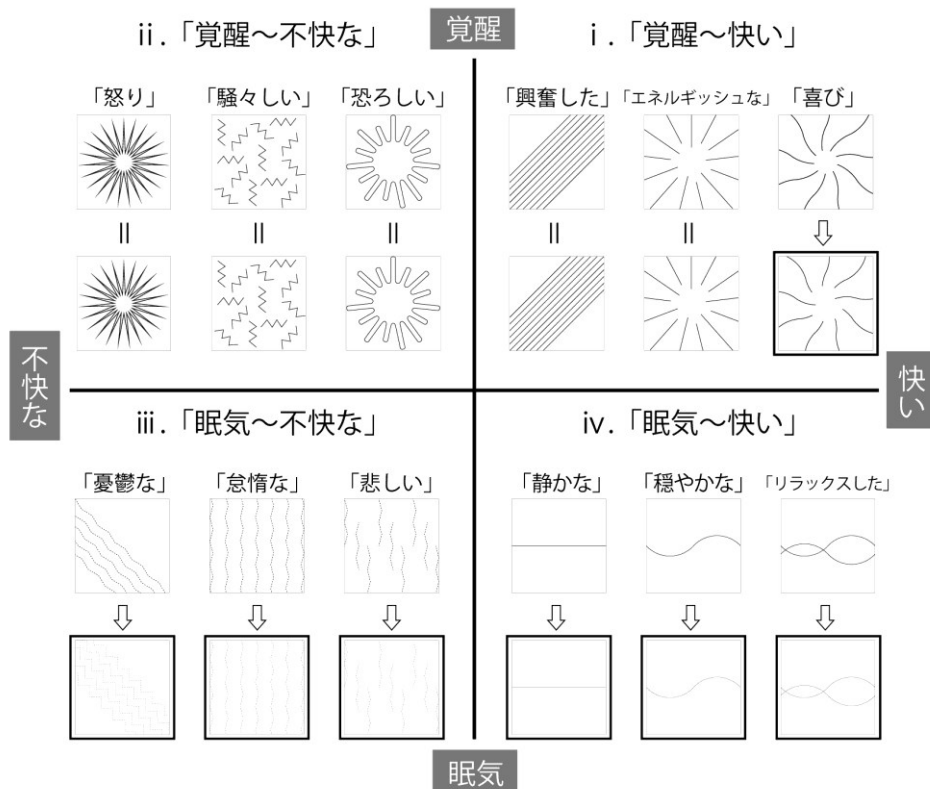 覚醒
ii.「覚醒～不快な」
i.「覚醒～快い」
「怒り」
「騒々しい」
「恐ろしい」
「興奮した」
「エネルギッシュな」
「喜び」
不快な
快い
iii.「眠気～不快な」
iv.「眠気～快い」
「憂鬱な」
「怠惰な」
「悲しい」
「静かな」
「穏やかな」
「リラックスした」
眠気